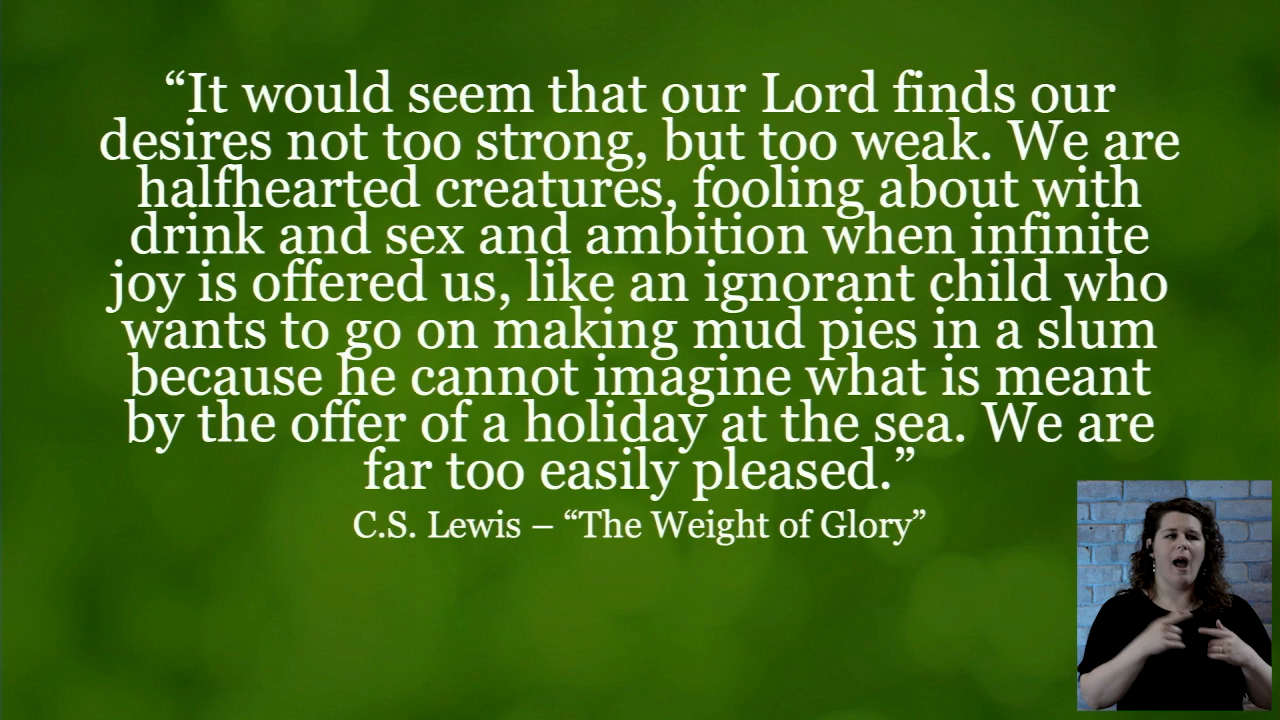 “It would seem that our Lord finds our
desires not too strong, but too weak. We are
halfhearted creatures, fooling about with
drink and sex and ambition when infinite
joy is offered us, like an ignorant child who
wants to go on making mud pies in a slum
because he cannot imagine what is meant
by the offer of a holiday at the sea. We are
far too easily pleased.”
C.S. Lewis – “The Weight of Glory”